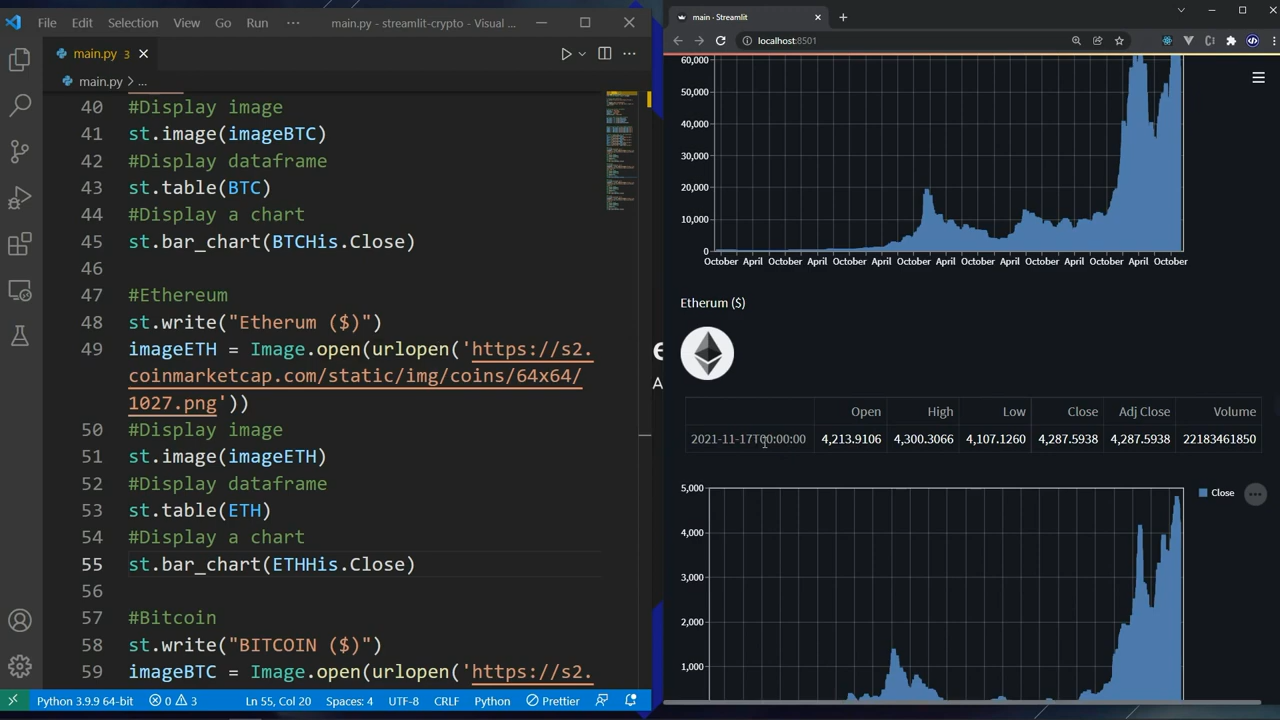 File Edit Selection View Go Run ··· main.py - streamlit-crypto - Visual ...
main.py 3
main.py > ...
40 #Display image
41 st.image(imageBTC)
42 #Display dataframe
43 st.table(BTC)
44 #Display a chart
45 st.bar_chart(BTCHis.Close)
46
47 #Ethereum
48 st.write("Etherum ($)")
49 imageETH = Image.open(urlopen('https://s2.
coinmarketcap.com/static/img/coins/64x64/
1027.png'))
50 #Display image
51 st.image(imageETH)
52 #Display dataframe
53 st.table(ETH)
54 #Display a chart
55 st.bar_chart(ETHHis.Close)
56
57 #Bitcoin
58 st.write("BITCOIN ($)")
59 imageBTC = Image.open(urlopen('https://s2.
Python 3.9.9 64-bit 0 3 Ln 55, Col 20 Spaces: 4 UTF-8 CRLF Python Prettier
main · Streamlit
localhost:8501
60,000
50,000
40,000
30,000
20,000
10,000
0
October April October April October April October April October April October April October April October
Etherum ($)
Open High Low Close Adj Close Volume
2021-11-17T00:00:00 4,213.9106 4,300.3066 4,107.1260 4,287.5938 4,287.5938 22183461850
5,000
Close
4,000
3,000
2,000
1,000